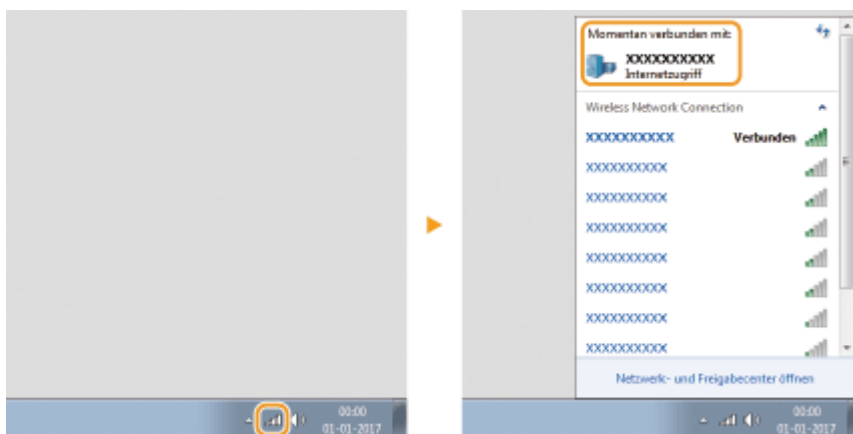 00:00
01-01-2017
Momentan verbunden mit:
XXXXXXXXXX
Internetzugriff
Wireless Network Connection
XXXXXXXXXX Verbunden
XXXXXXXXXX
XXXXXXXXXX
XXXXXXXXXX
XXXXXXXXXX
XXXXXXXXXX
XXXXXXXXXX
XXXXXXXXXX
Netzwerk- und Freigabecenter öffnen
00:00
01-01-2017